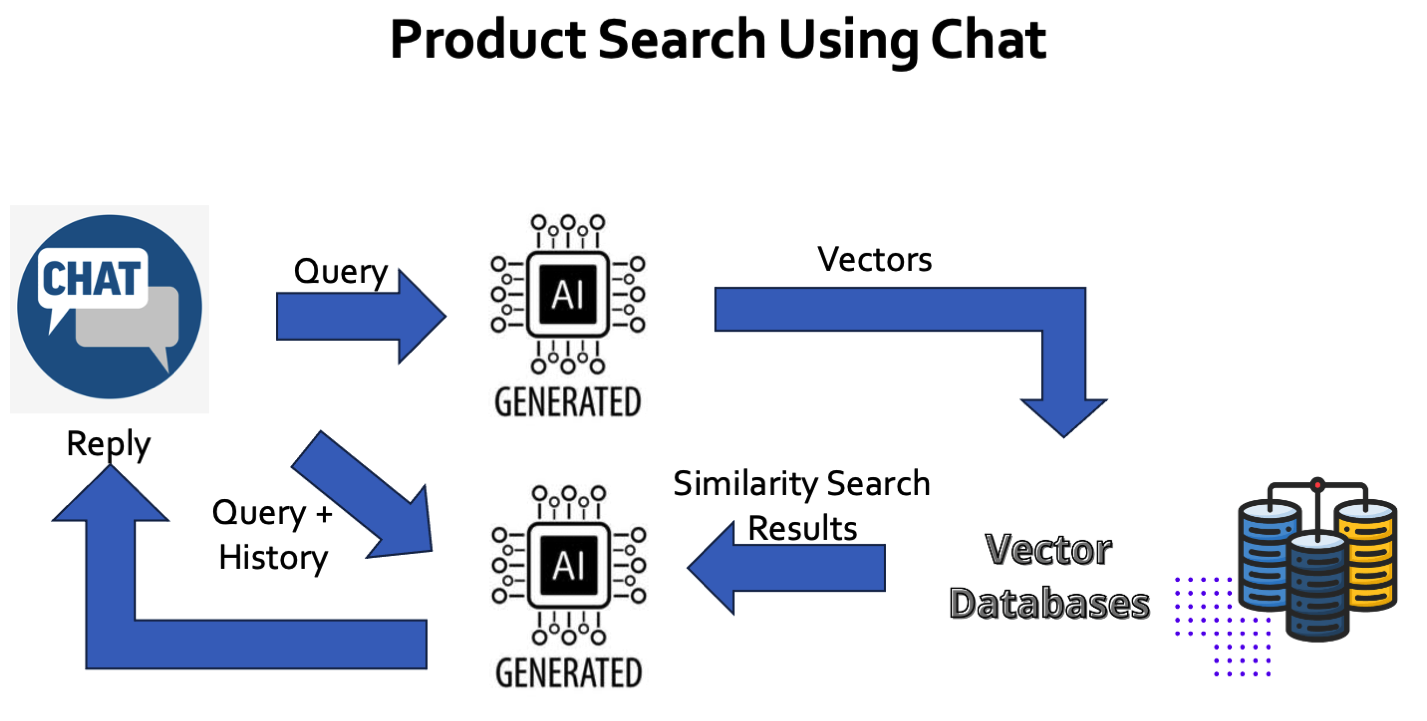 Product Search Using Chat
CHAT
Query
AI
GENERATED
Vectors
Reply
Query +
History
AI
GENERATED
Similarity Search
Results
Vector
Databases